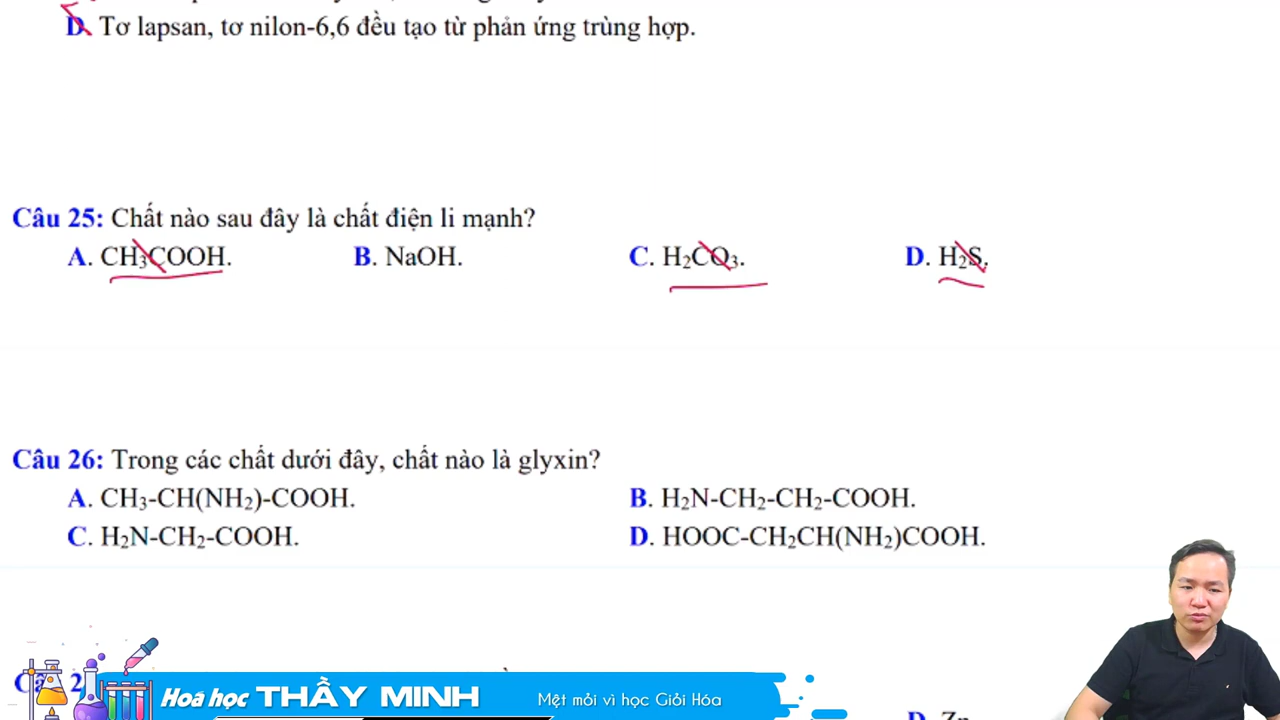 D. Tơ lapsan, tơ nilon-6,6 đều tạo từ phản ứng trùng hợp.
Câu 25: Chất nào sau đây là chất điện li mạnh?
A. CH₃COOH. B. NaOH. C. H₂CO₃. D. H₂S.
Câu 26: Trong các chất dưới đây, chất nào là glyxin?
A. CH₃-CH(NH₂)-COOH. B. H₂N-CH₂-CH₂-COOH.
C. H₂N-CH₂-COOH. D. HOOC-CH₂CH(NH₂)COOH.
Hoá học THẦY MINH Mệt mỏi vì học Giỏi Hóa
D. Zn